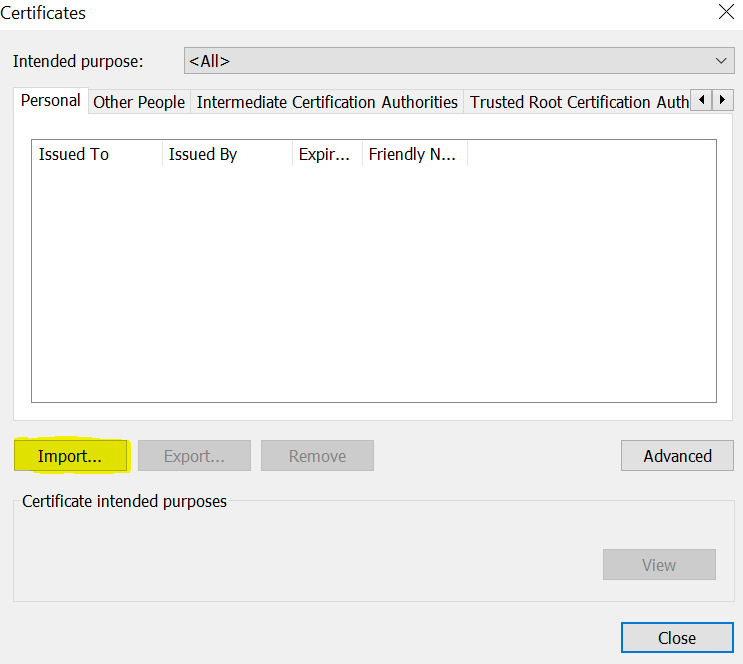 Certificates
Intended purpose: <All>
Personal Other People Intermediate Certification Authorities Trusted Root Certification Auth
Issued To Issued By Expir... Friendly N...
Import... Export... Remove Advanced
Certificate intended purposes
View
Close